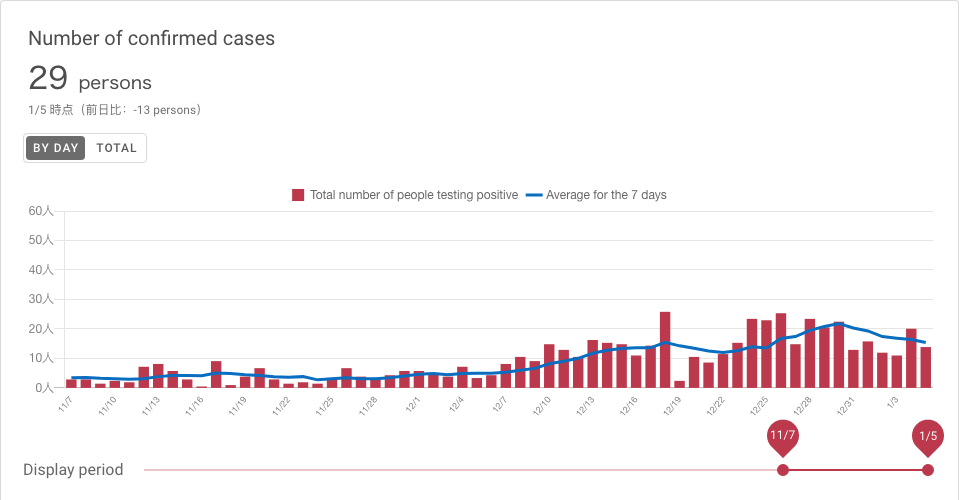 Number of confirmed cases
29 persons
1/5 時点（前日比：-13 persons）
BY DAY TOTAL
Total number of people testing positive Average for the 7 days
60人
50人
40人
30人
20人
10人
0人
11/7 11/10 11/13 11/16 11/19 11/22 11/25 11/28 12/1 12/4 12/7 12/10 12/13 12/16 12/19 12/22 12/25 12/28 12/31 1/3
11/7 1/5
Display period